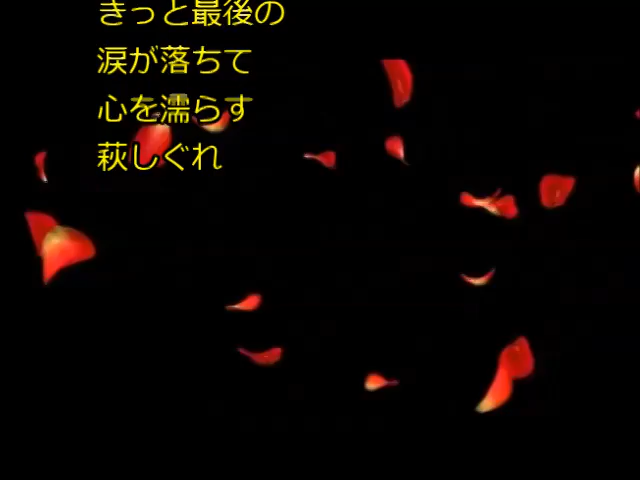 きっと最後の
涙が落ちて
心を濡らす
萩しぐれ